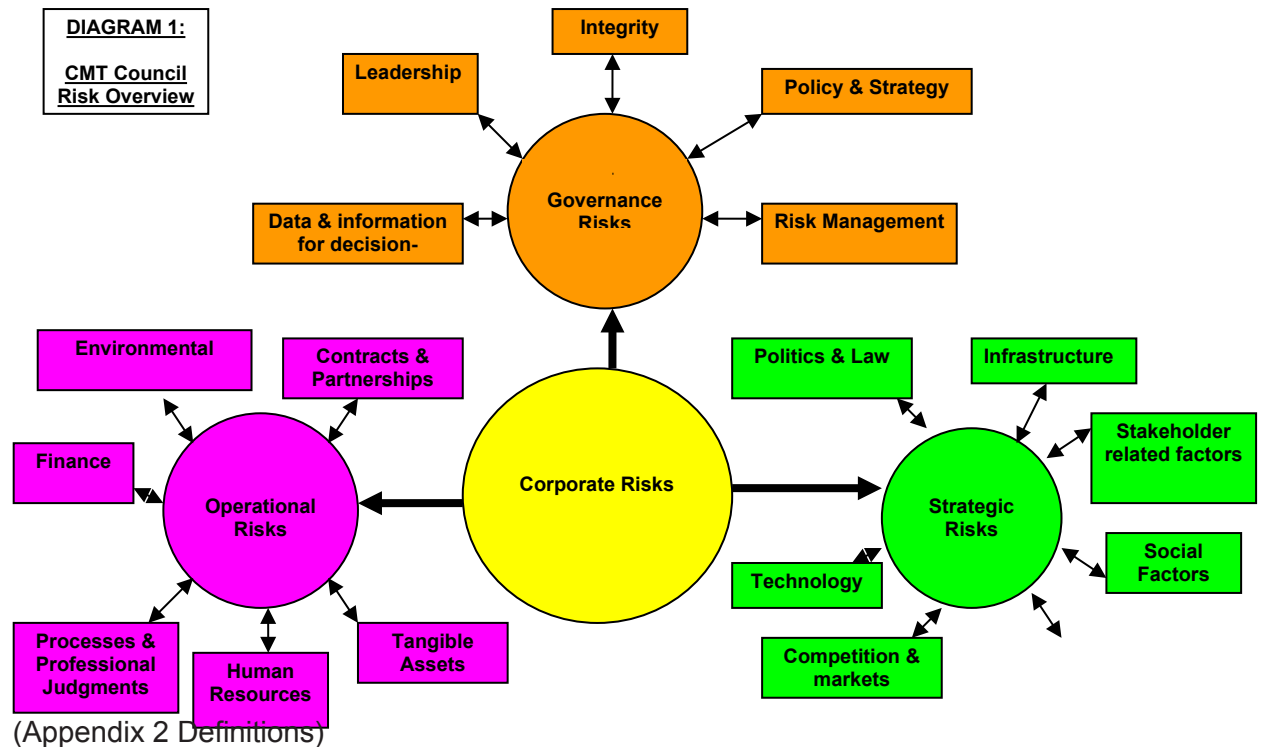 DIAGRAM 1:
CMT Council
Risk Overview
Integrity
Leadership
Policy & Strategy
Governance
Risks
Data & information
for decision-
Risk Management
Environmental
Contracts &
Partnerships
Politics & Law
Infrastructure
Finance
Stakeholder
related factors
Operational
Risks
Corporate Risks
Strategic
Risks
Technology
Social
Factors
Processes &
Professional
Judgments
Human
Resources
Tangible
Assets
Competition &
markets
(Appendix 2 Definitions)